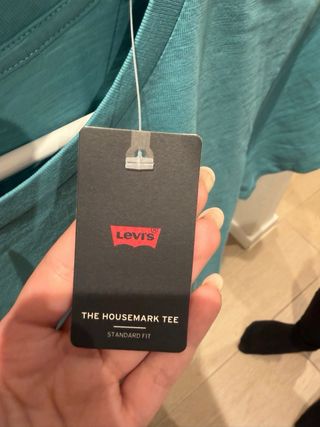 Levi's
THE HOUSEMARK TEE
STANDARD FIT